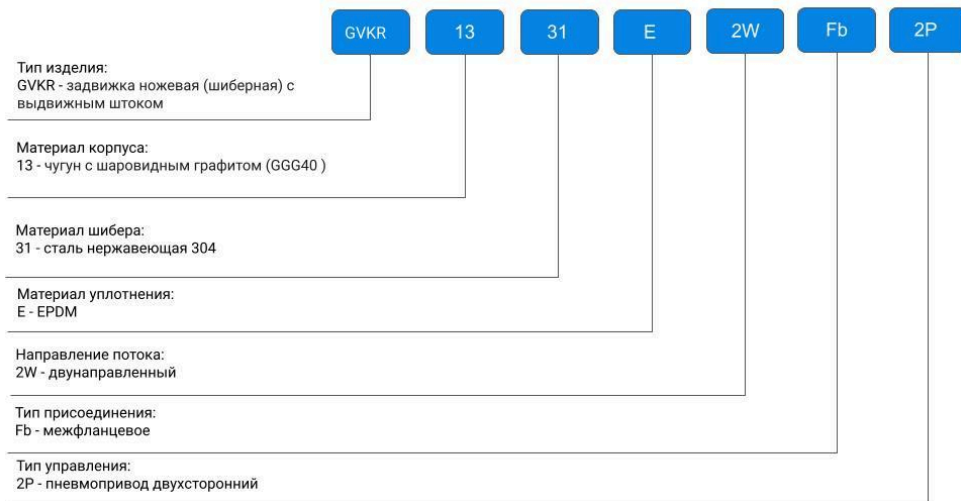 GVKR 13 31 E 2W Fb 2P
Тип изделия:
GVKR - задвижка ножевая (шиберная) с
выдвижным штоком
Материал корпуса:
13 - чугун с шаровидным графитом (GGG40 )
Материал шибера:
31 - сталь нержавеющая 304
Материал уплотнения:
E - EPDM
Направление потока:
2W - двунаправленный
Тип присоединения:
Fb - межфланцевое
Тип управления:
2P - пневмопривод двухсторонний